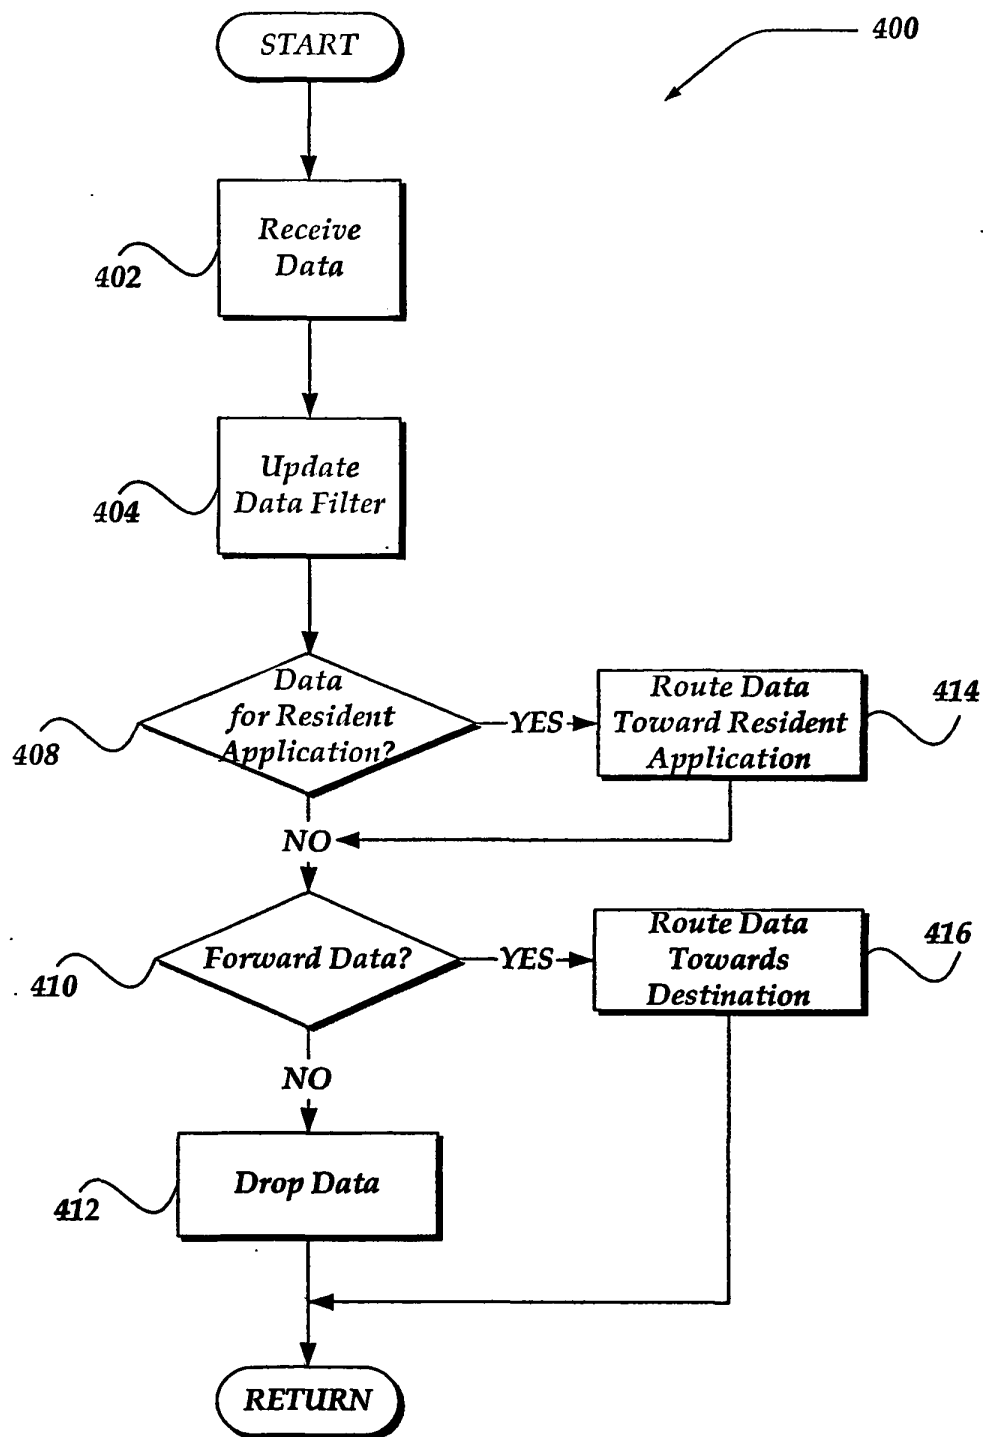 START
400
Receive
Data
402
Update
Data Filter
404
Data
for Resident
Application?
408
YES
Route Data
Toward Resident
Application
414
NO
Forward Data?
410
YES
Route Data
Towards
Destination
416
NO
Drop Data
412
RETURN